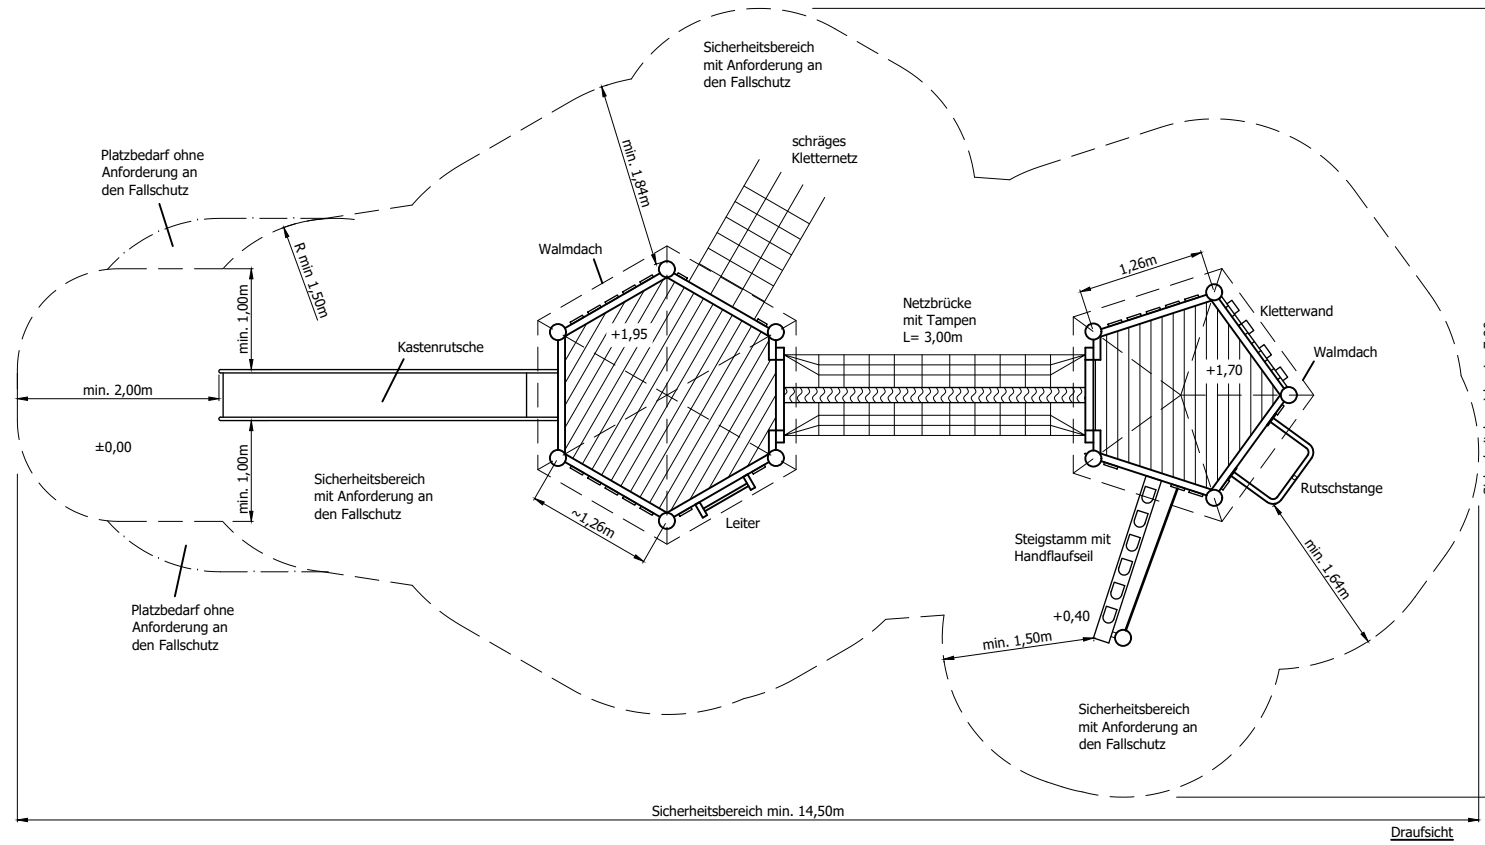 Sicherheitsbereich
mit Anforderung an
den Fallschutz
schräges
Kletternetz
Platzbedarf ohne
Anforderung an
den Fallschutz
min. 1,84m
Walmdach
R min 1,50m
1,26m
Netzbrücke
mit Tampen
L= 3,00m
Kletterwand
+1,95
min. 1,00m
Kastenrutsche
Walmdach
+1,70
min. 2,00m
±0,00
min. 1,00m
Sicherheitsbereich
mit Anforderung an
den Fallschutz
~1,26m
Leiter
Rutschstange
Steigstamm mit
Handflaufseil
min. 1,64m
Platzbedarf ohne
Anforderung an
den Fallschutz
+0,40
min. 1,50m
Sicherheitsbereich
mit Anforderung an
den Fallschutz
Sicherheitsbereich min. 14,50m
Draufsicht